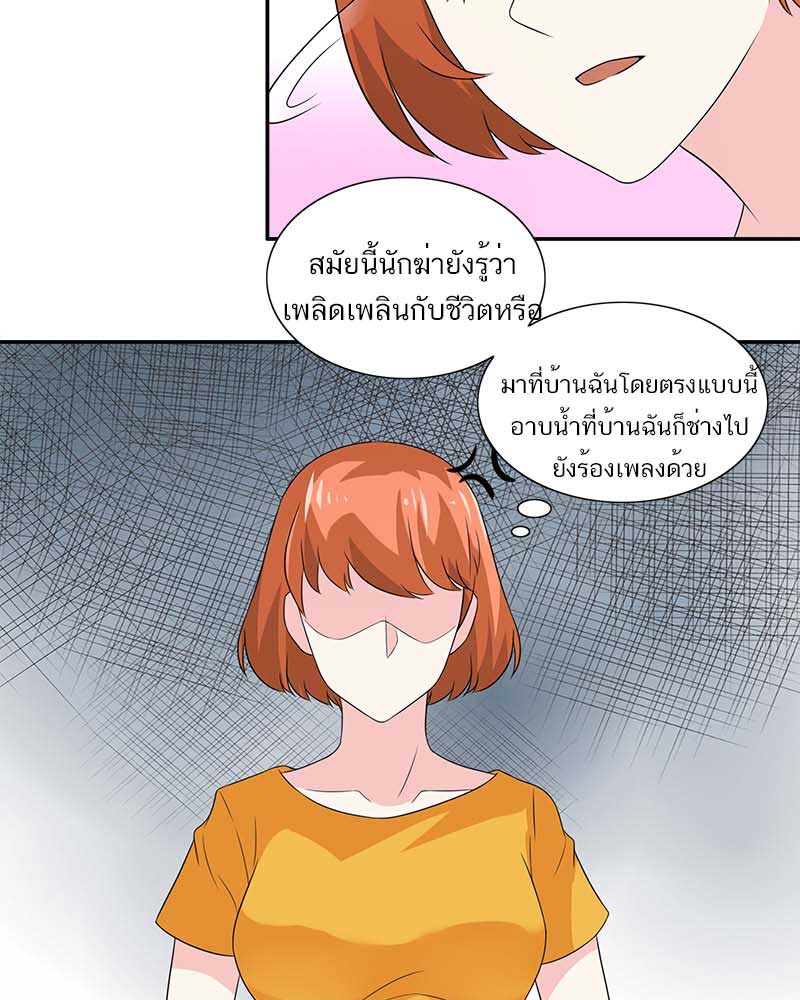 สมัยนี้นักฆ่ายังรู้ว่า
เพลิดเพลินกับชีวิตหรือ
มาที่บ้านฉันโดยตรงแบบนี้
อาบน้ำที่บ้านฉันก็ช่างไป
ยังร้องเพลงด้วย